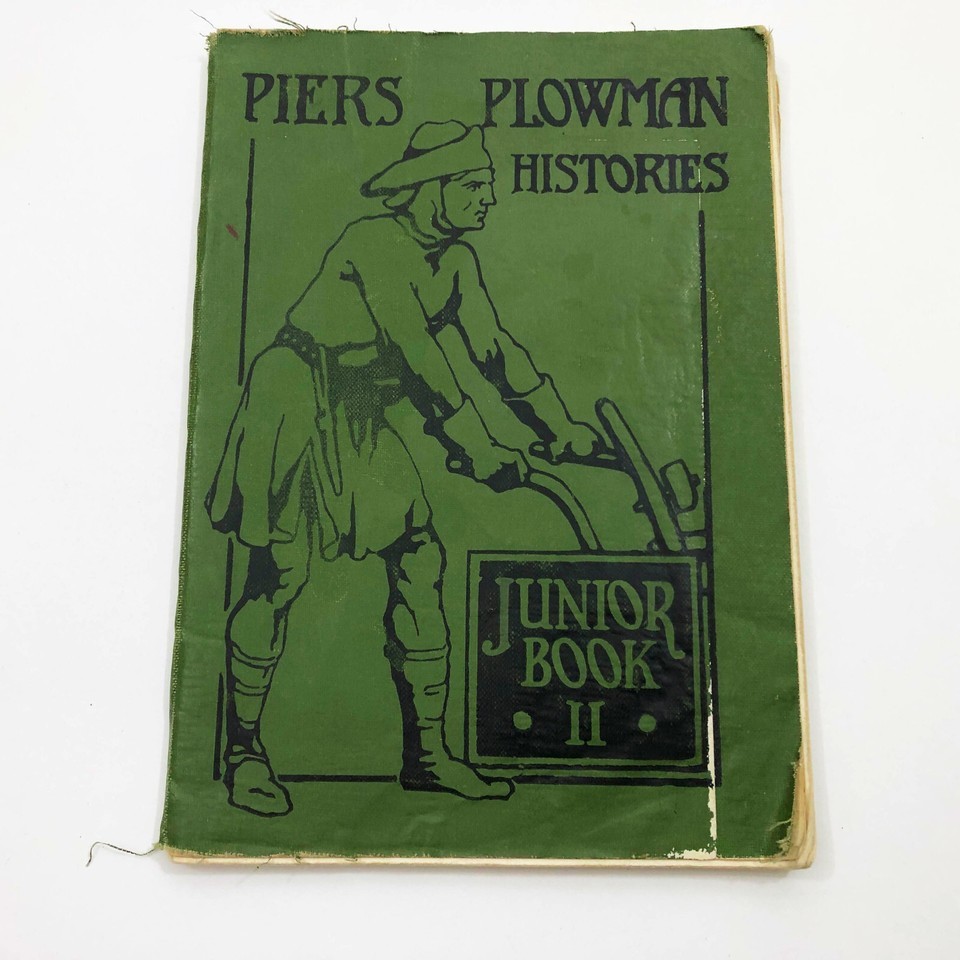 PIERS PLOWMAN
HISTORIES
JUNIOR
BOOK
• II •